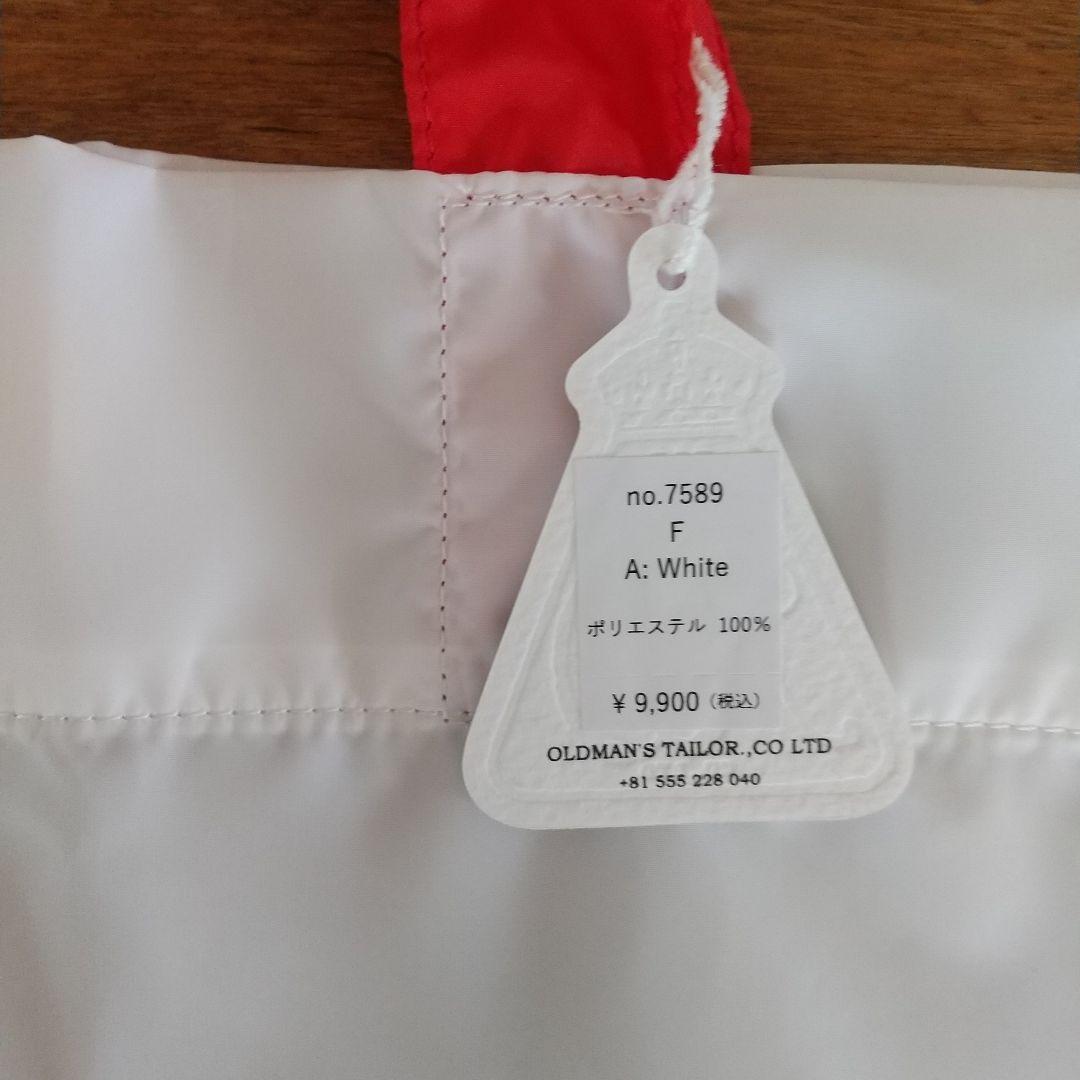 no.7589
F
A: White
ポリエステル 100%
¥ 9,900 (税込)
OLDMAN'S TAILOR.,CO LTD
+81 555 228 040